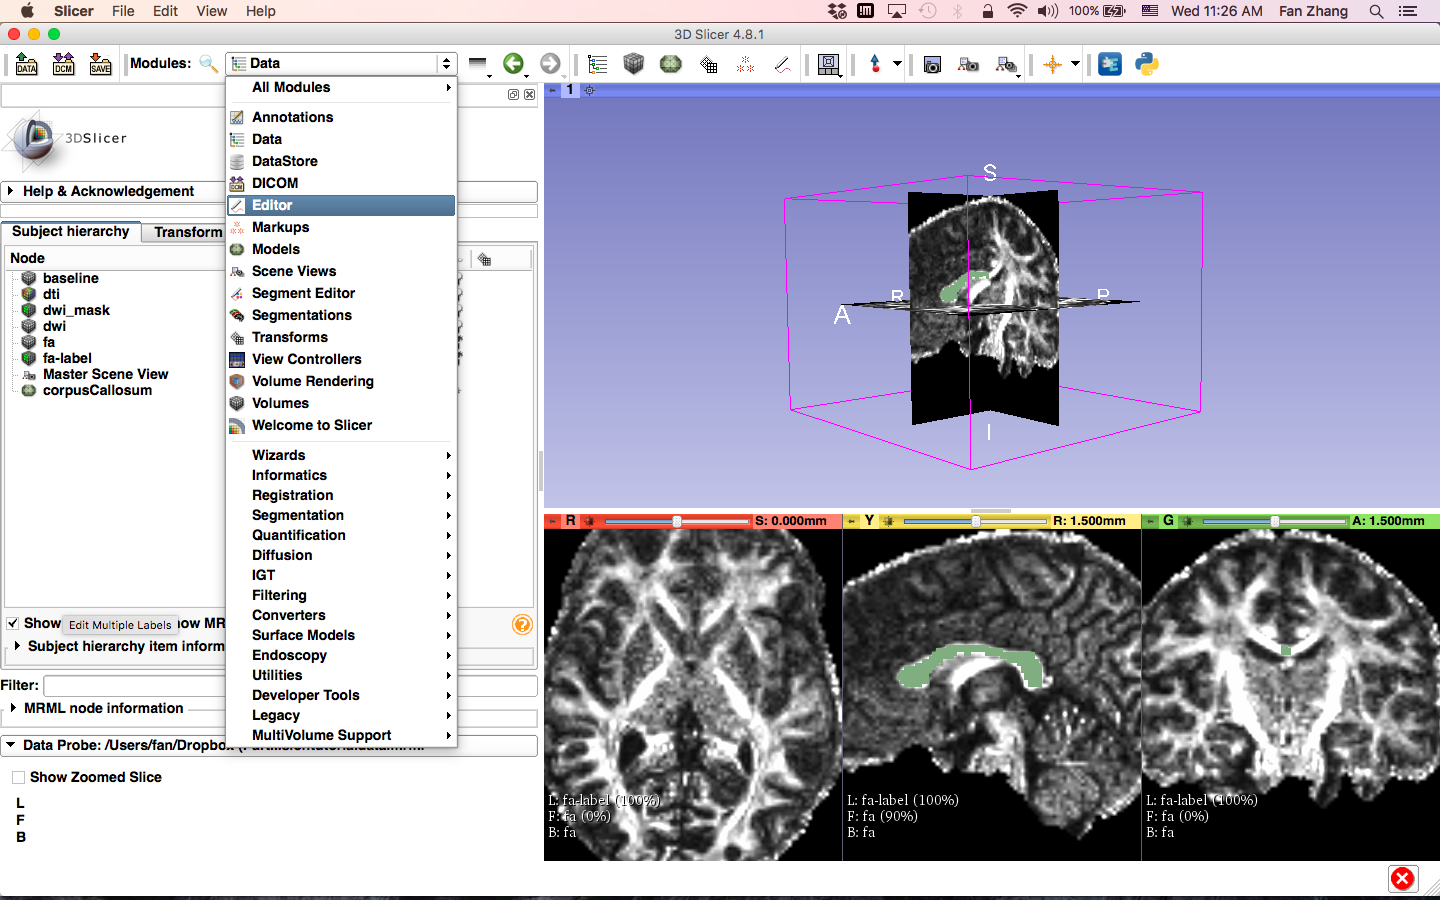 Slicer File Edit View Help 100% Wed 11:26 AM Fan Zhang
3D Slicer 4.8.1
DATA DCM SAVE Modules: Data
All Modules
Annotations
Data
DataStore
DICOM
Editor
Markups
Models
Scene Views
Segment Editor
Segmentations
Transforms
View Controllers
Volume Rendering
Volumes
Welcome to Slicer
Wizards
Informatics
Registration
Segmentation
Quantification
Diffusion
IGT
Filtering
Converters
Surface Models
Endoscopy
Utilities
Developer Tools
Legacy
MultiVolume Support
3DSlicer
Help & Acknowledgement
Subject hierarchy Transform
Node
baseline
dti
dwi_mask
dwi
fa
fa-label
Master Scene View
corpusCallosum
Show Edit Multiple Labels ow MR
Subject hierarchy item inform
Filter:
MRML node information
Data Probe: /Users/fan/Dropbox
Show Zoomed Slice
L
F
B
1
S
R P
A
I
R S: 0.000mm
Y R: 1.500mm
G A: 1.500mm
L: fa-label (100%)
F: fa (0%)
B: fa
L: fa-label (100%)
F: fa (90%)
B: fa
L: fa-label (100%)
F: fa (0%)
B: fa